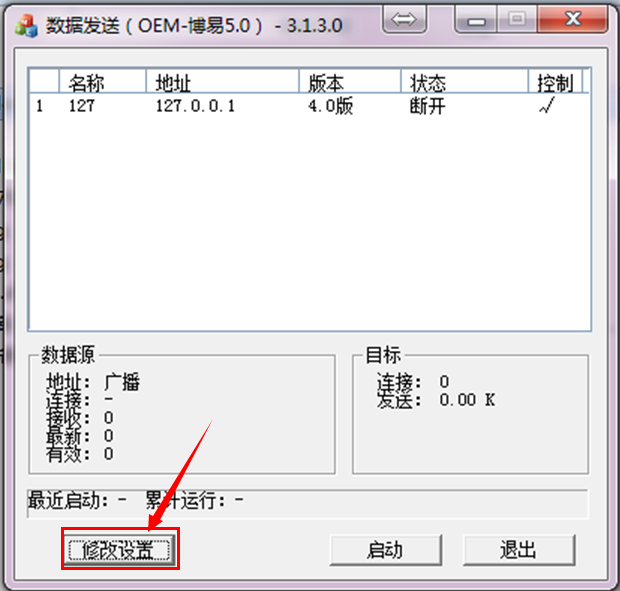 数据发送（OEM-博易5.0） - 3.1.3.0
名称 地址 版本 状态 控制
1 127 127.0.0.1 4.0版 断开 √
数据源
地址: 广播
连接: -
接收: 0
最新: 0
有效: 0
目标
连接: 0
发送: 0.00 K
最近启动: - 累计运行: -
修改设置 启动 退出